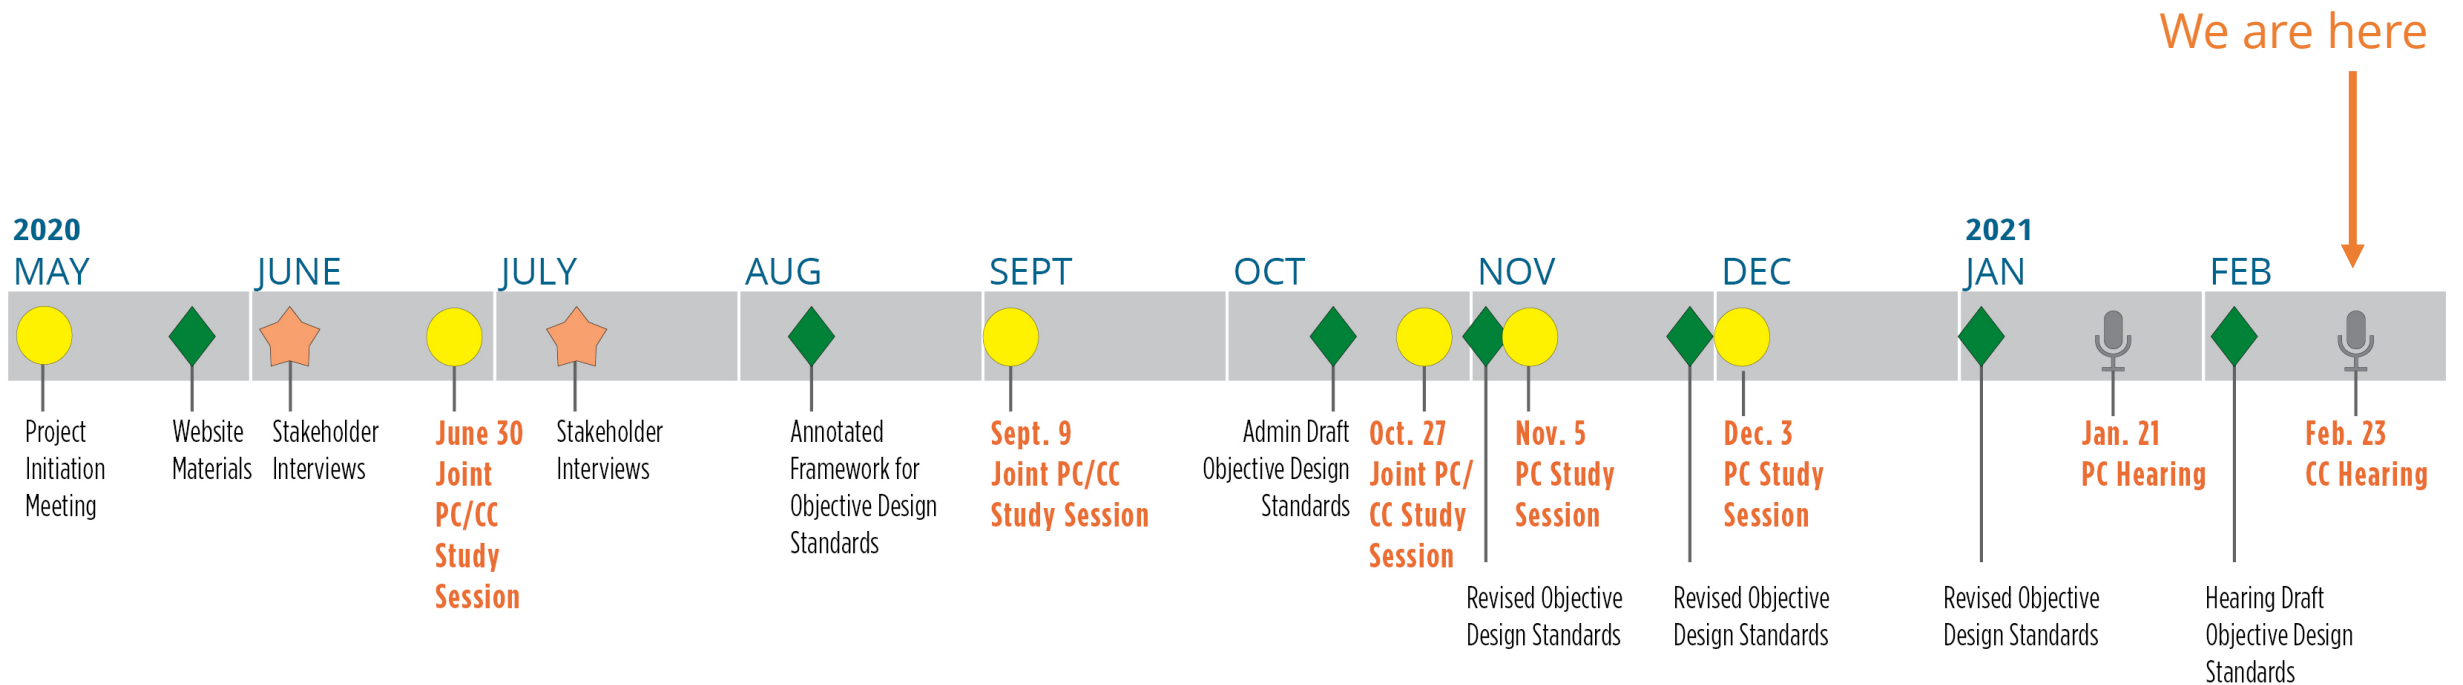 We are here
2020
2021
MAY
JUNE
JULY
AUG
SEPT
OCT
NOV
DEC
JAN
FEB
Project
Initiation
Meeting
Website
Materials
Stakeholder
Interviews
June 30
Joint
PC/CC
Study
Session
Stakeholder
Interviews
Annotated
Framework for
Objective Design
Standards
Sept. 9
Joint PC/CC
Study Session
Admin Draft
Objective Design
Standards
Oct. 27
Joint PC/
CC Study
Session
Revised Objective
Design Standards
Nov. 5
PC Study
Session
Revised Objective
Design Standards
Dec. 3
PC Study
Session
Revised Objective
Design Standards
Jan. 21
PC Hearing
Hearing Draft
Objective Design
Standards
Feb. 23
CC Hearing